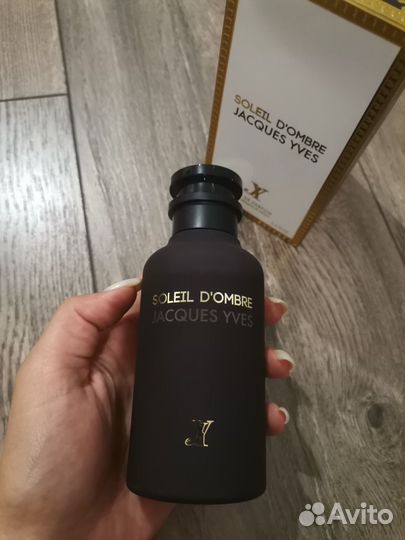 SOLEIL D'OMBRE
JACQUES YVES
SOLEIL D'OMBRE
JACQUES YVES
Avito